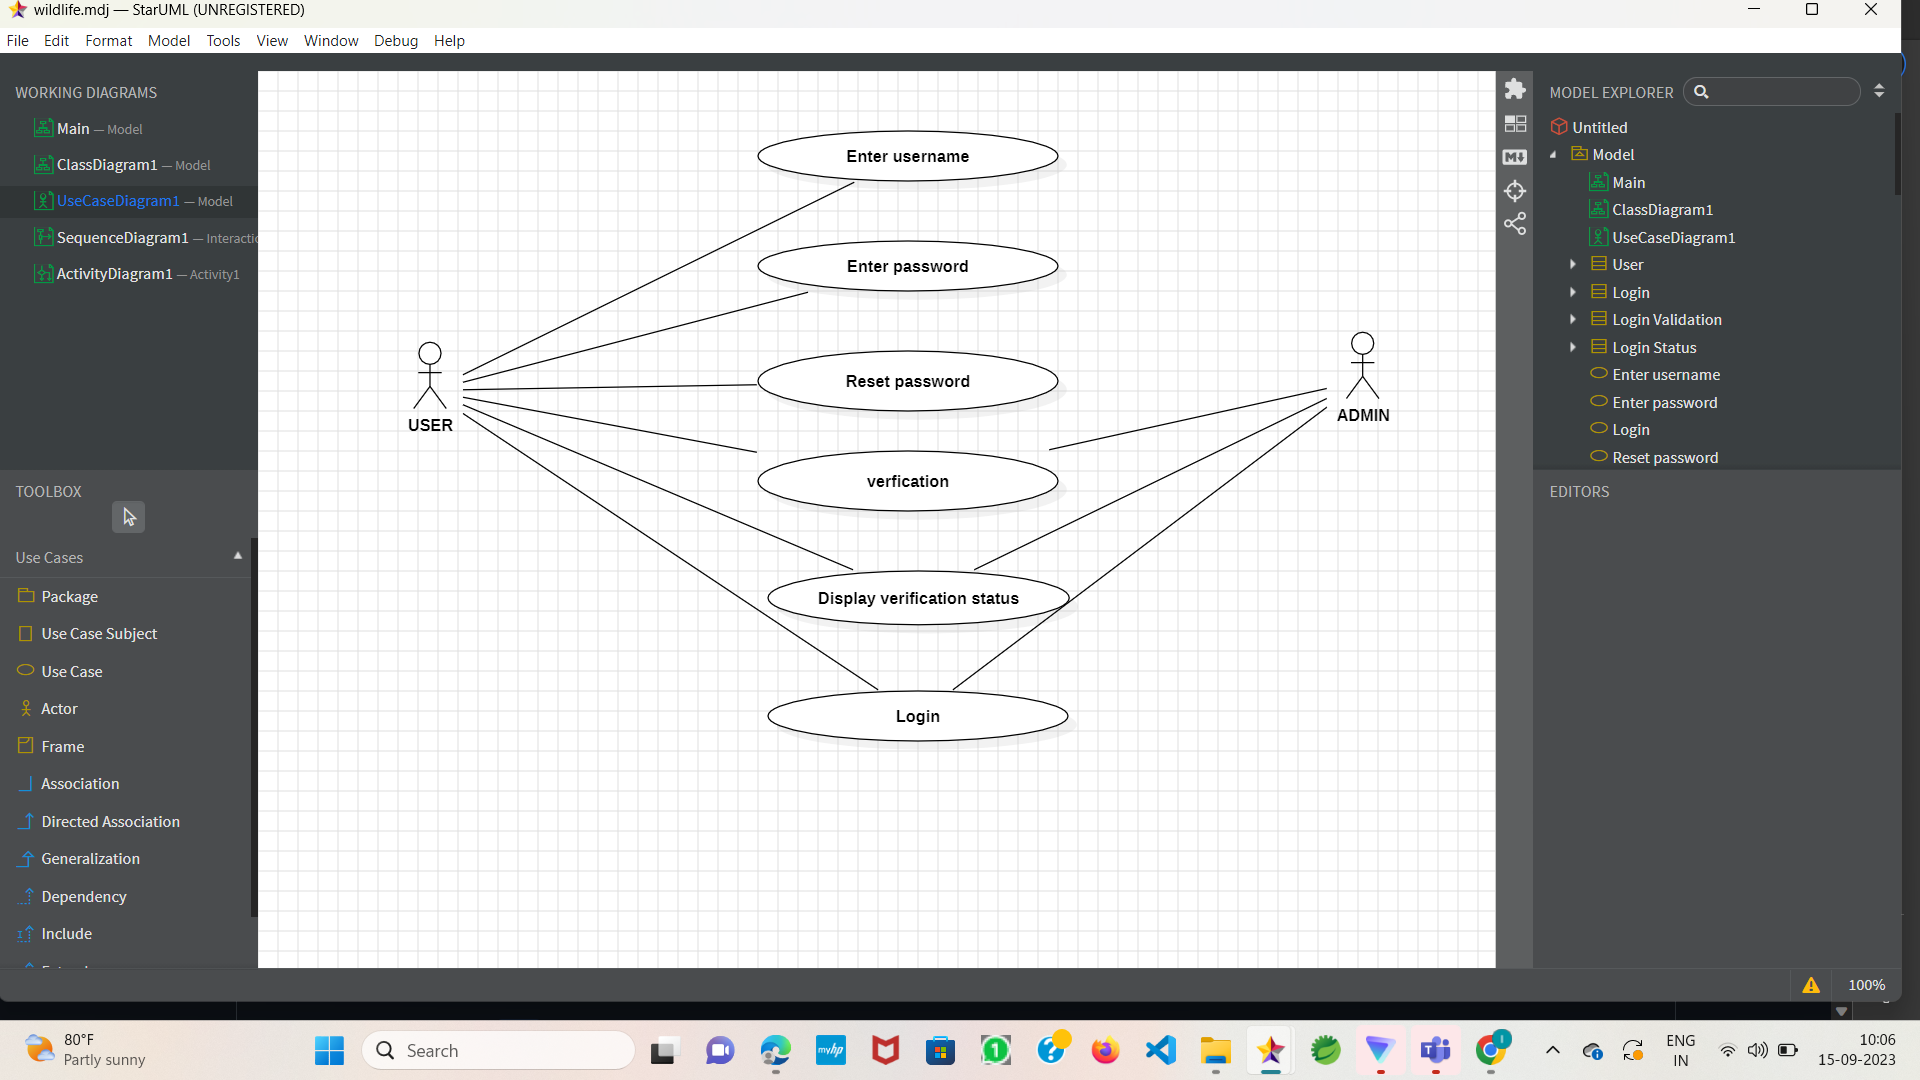 wildlife.mdj — StarUML (UNREGISTERED)
File Edit Format Model Tools View Window Debug Help
WORKING DIAGRAMS
Main — Model
ClassDiagram1 — Model
UseCaseDiagram1 — Model
SequenceDiagram1 — Interactic
ActivityDiagram1 — Activity1
TOOLBOX
Use Cases
Package
Use Case Subject
Use Case
Actor
Frame
Association
Directed Association
Generalization
Dependency
Include
Enter username
Enter password
Reset password
verfication
Display verification status
Login
USER
ADMIN
MODEL EXPLORER
Untitled
Model
Main
ClassDiagram1
UseCaseDiagram1
User
Login
Login Validation
Login Status
Enter username
Enter password
Login
Reset password
EDITORS
100%
80°F
Partly sunny
Search
myhp
ENG
IN
10:06
15-09-2023